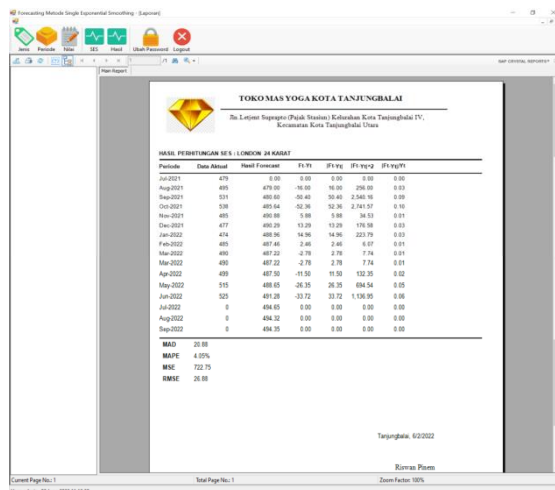 Forecasting Metode Single Exponential Smoothing - [Laporan]
Jenis Periode Nilai SES Hasil Ubah Password Logout
1 /1 SAP CRYSTAL REPORTS®
Main Report
TOKO MAS YOGA KOTA TANJUNGBALAI
Jln. Letjent Suprapto (Pajak Stasiun) Kelurahan Kota Tanjungbalai IV,
Kecamatan Kota Tanjungbalai Utara
HASIL PERHITUNGAN SES : LONDON 24 KARAT
Periode Data Aktual Hasil Forecast Ft-Yt |Ft-Yt| |Ft-Yt|^2 |Ft-Yt|/Yt
Jul-2021 479 0.00 0.00 0.00 0.00 0.00
Aug-2021 495 479.00 -16.00 16.00 256.00 0.03
Sep-2021 531 480.60 -50.40 50.40 2,540.16 0.09
Oct-2021 538 485.64 -52.36 52.36 2,741.57 0.10
Nov-2021 485 490.88 5.88 5.88 34.53 0.01
Dec-2021 477 490.29 13.29 13.29 176.58 0.03
Jan-2022 474 488.96 14.96 14.96 223.79 0.03
Feb-2022 485 487.46 2.46 2.46 6.07 0.01
Mar-2022 490 487.22 -2.78 2.78 7.74 0.01
Mar-2022 490 487.22 -2.78 2.78 7.74 0.01
Apr-2022 499 487.50 -11.50 11.50 132.35 0.02
May-2022 515 488.65 -26.35 26.35 694.54 0.05
Jun-2022 525 491.28 -33.72 33.72 1,136.95 0.06
Jul-2022 0 494.65 0.00 0.00 0.00 0.00
Aug-2022 0 494.32 0.00 0.00 0.00 0.00
Sep-2022 0 494.35 0.00 0.00 0.00 0.00
MAD 20.88
MAPE 4.05%
MSE 722.75
RMSE 26.88
Tanjungbalai, 6/2/2022
Riswan Pinem
Current Page No.: 1 Total Page No.: 1 Zoom Factor: 100%